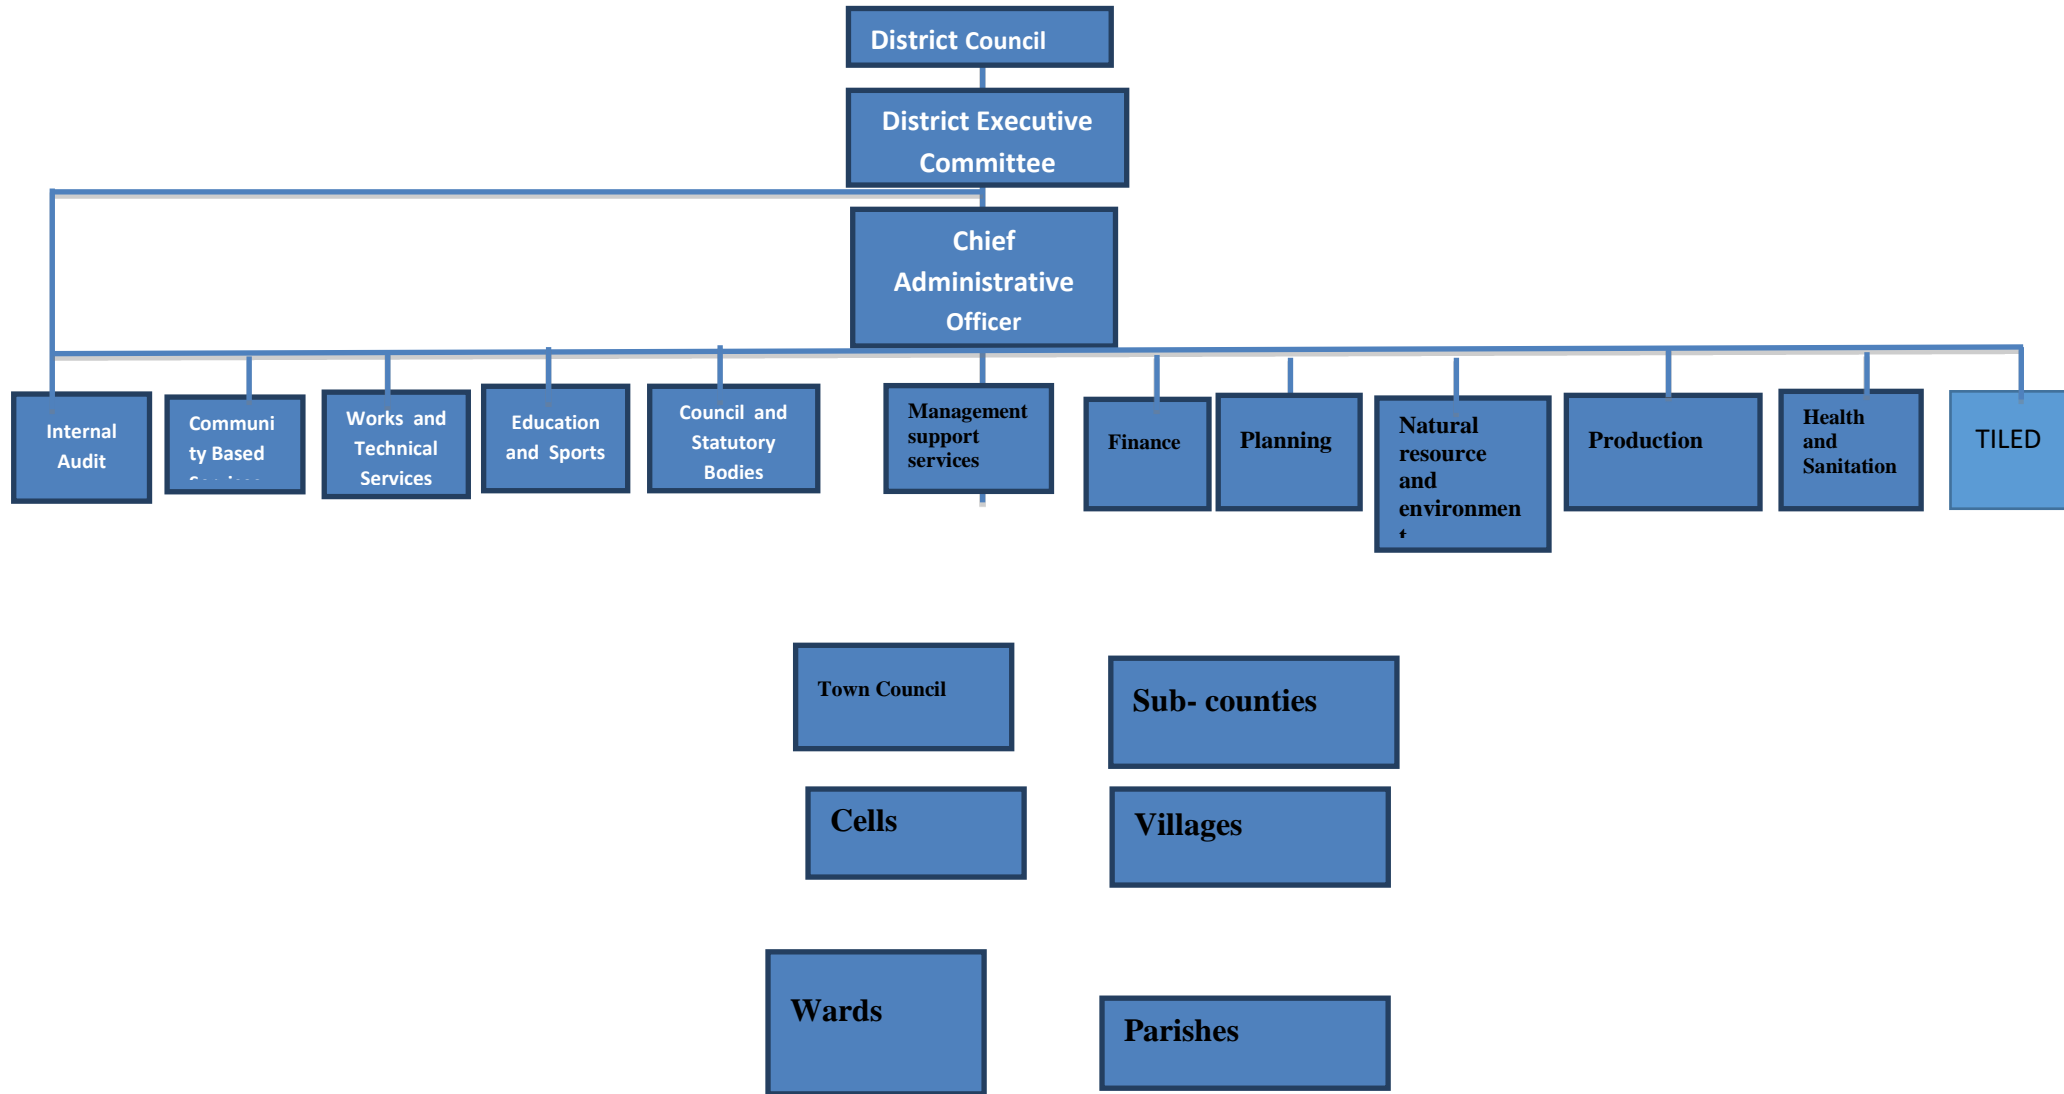 District Council
District Executive
Committee
Chief
Administrative
Officer
Internal
Audit
Communi
ty Based
Works and
Technical
Services
Education
and Sports
Council and
Statutory
Bodies
Management
support
services
Finance
Planning
Natural
resource
and
environmen
t
Production
Health
and
Sanitation
TILED
Town Council
Sub- counties
Cells
Villages
Wards
Parishes